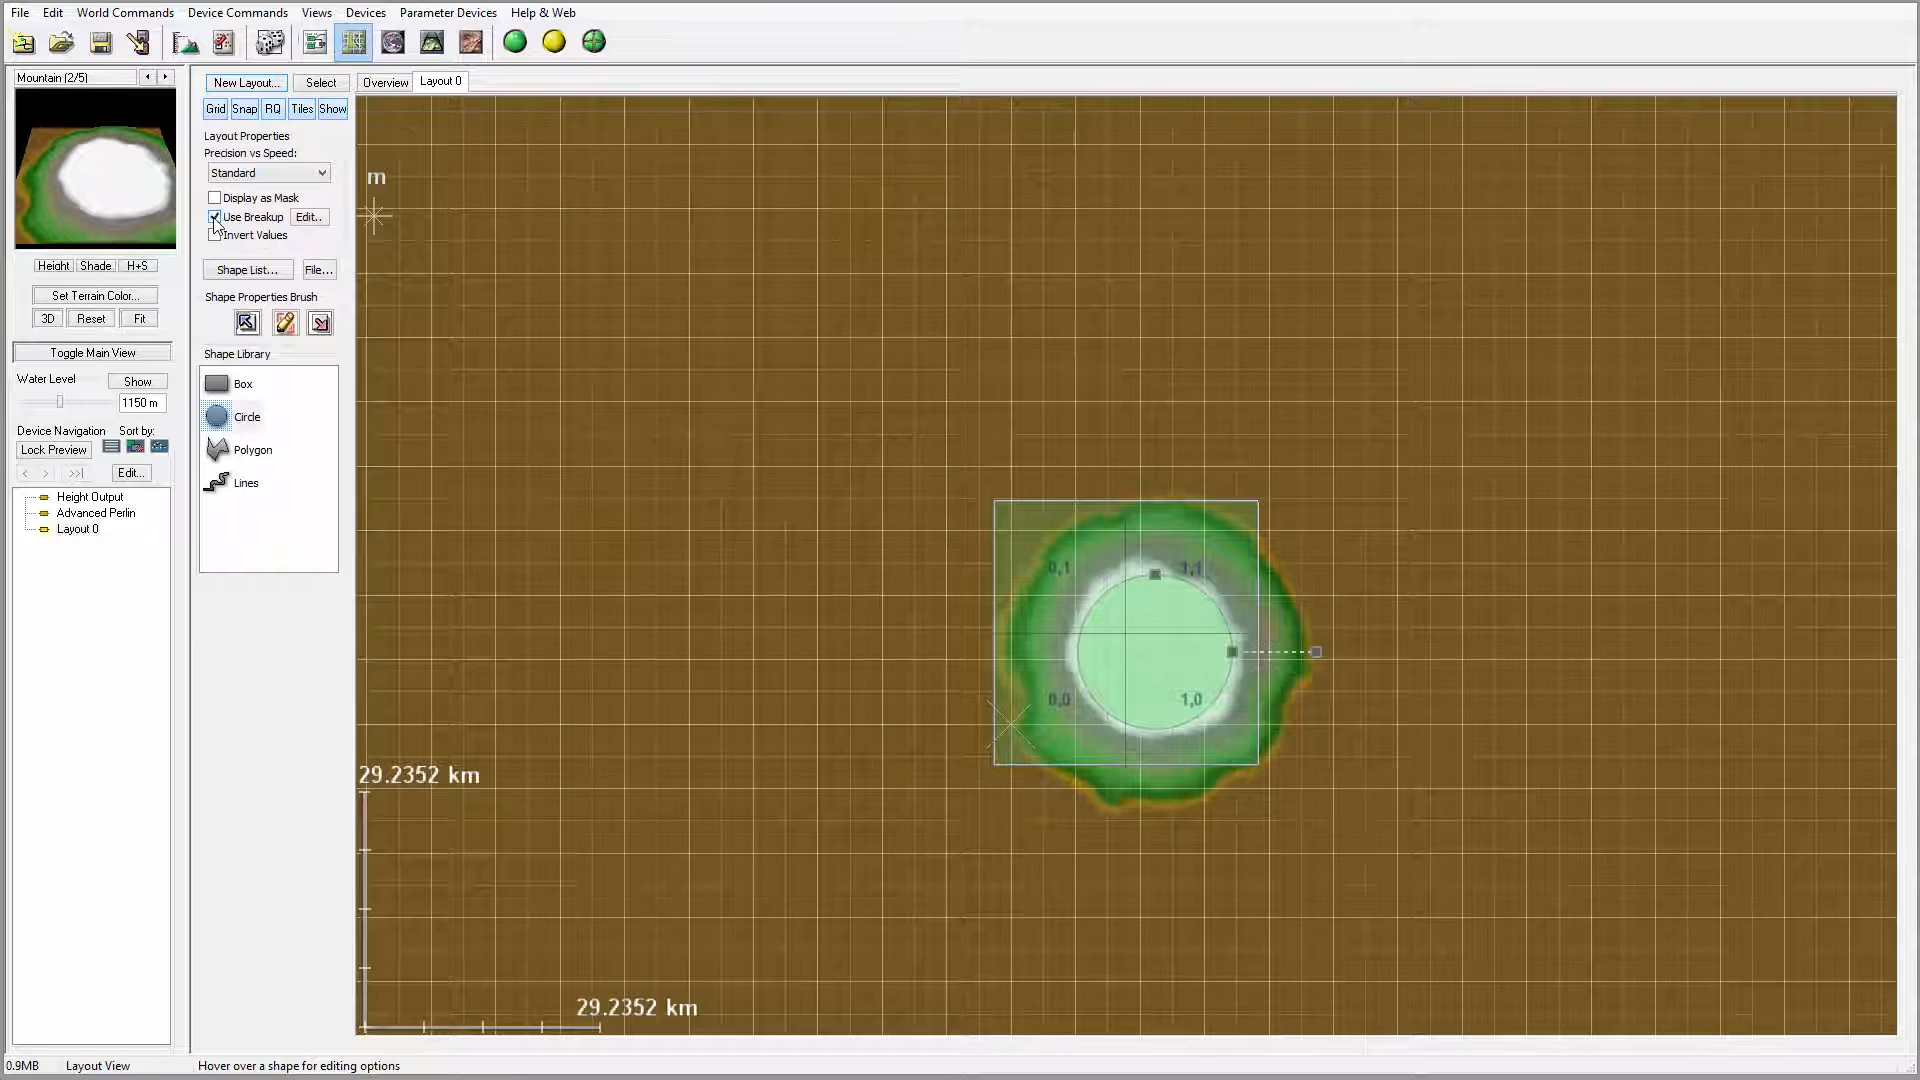 File Edit World Commands Device Commands Views Devices Parameter Devices Help & Web
Mountain (2/5)
New Layout... Select Overview Layout 0
Grid Snap RQ Tiles Show
Layout Properties
Precision vs Speed:
Standard
m
Display as Mask
Use Breakup Edit..
Invert Values
Height Shade H+S
Shape List... File...
Set Terrain Color...
Shape Properties Brush
3D Reset Fit
Toggle Main View
Shape Library
Water Level Show
1150 m
Box
Circle
Polygon
Lines
Device Navigation Sort by:
Lock Preview
< > >>| Edit...
Height Output
Advanced Perlin
Layout 0
0,1 1,1
0,0 1,0
29.2352 km
29.2352 km
0.9MB Layout View Hover over a shape for editing options